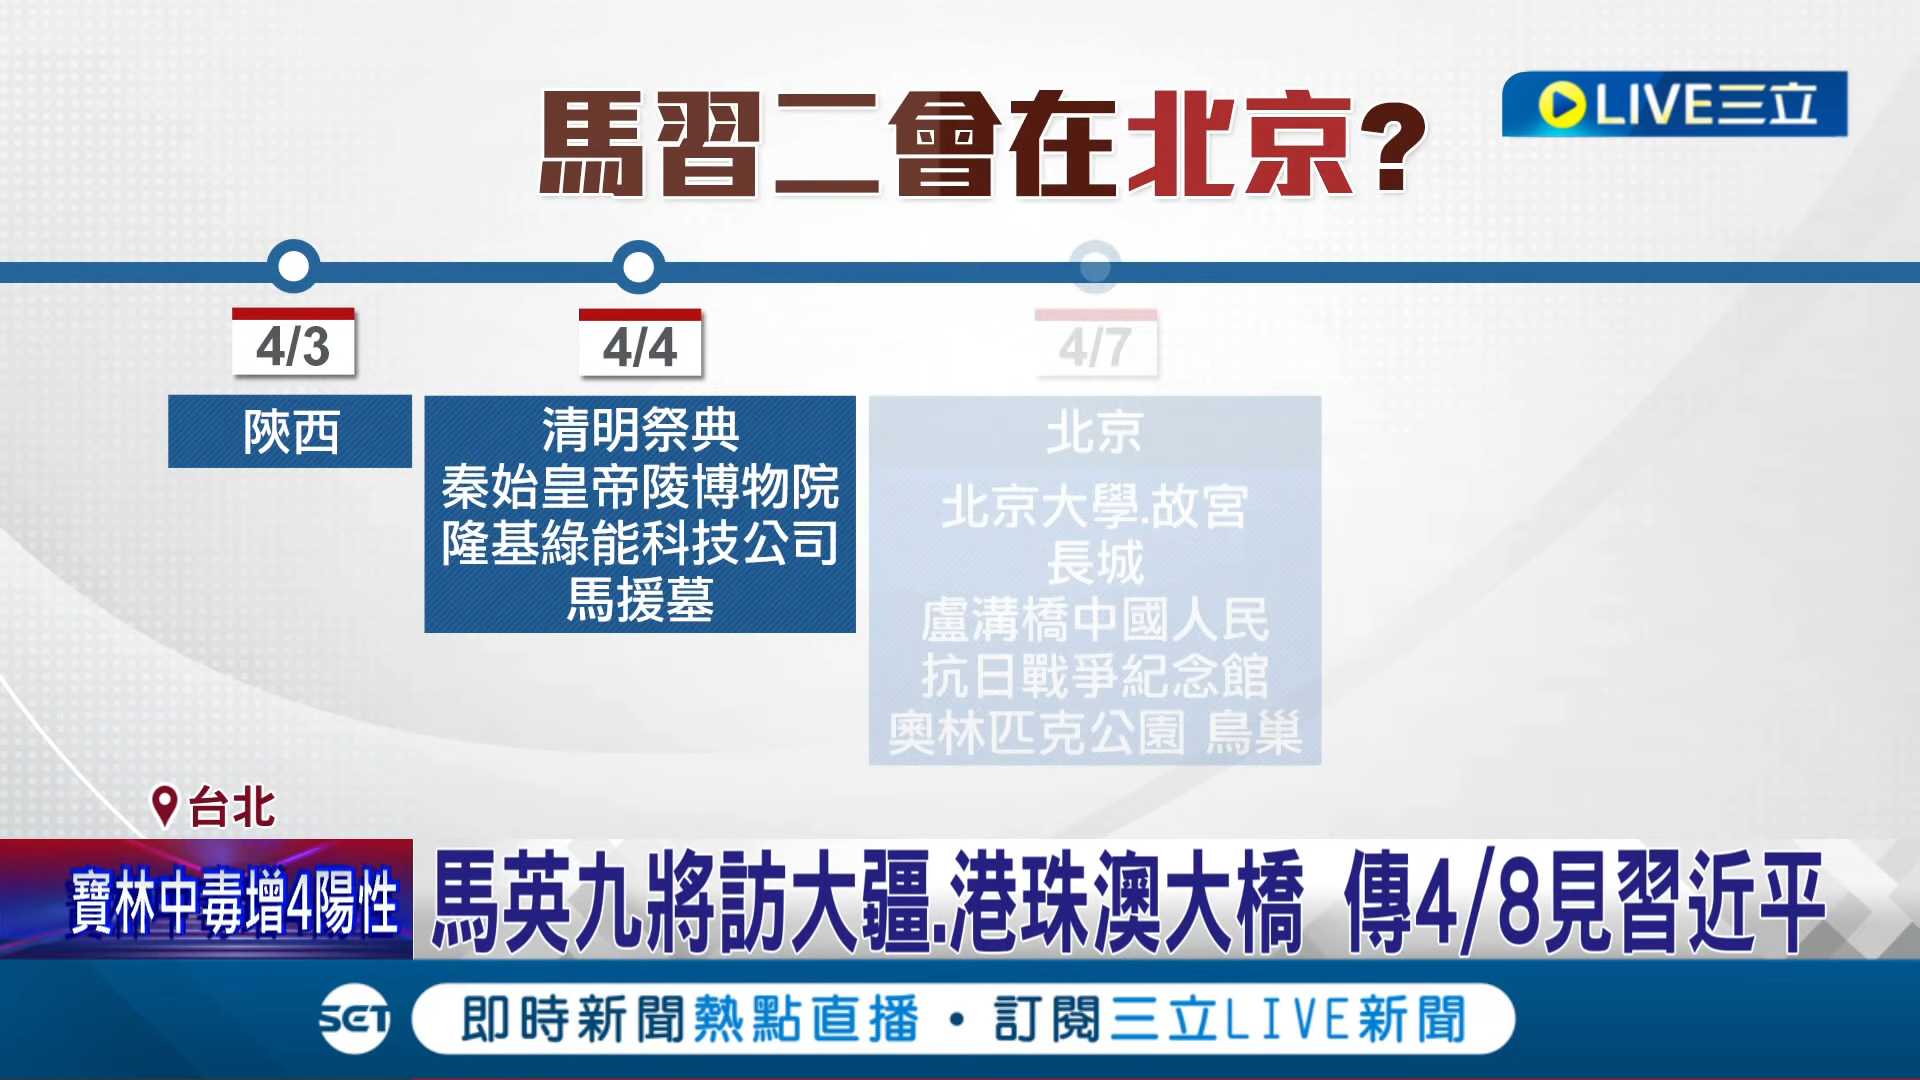 馬習二會在北京?
LIVE三立
4/3
4/4
4/7
陝西
清明祭典
秦始皇帝陵博物院
隆基綠能科技公司
馬援墓
北京
北京大學.故宮
長城
盧溝橋中國人民
抗日戰爭紀念館
奧林匹克公園 鳥巢
台北
寶林中毒增4陽性
馬英九將訪大疆.港珠澳大橋 傳4/8見習近平
SET
即時新聞熱點直播・訂閱三立LIVE新聞